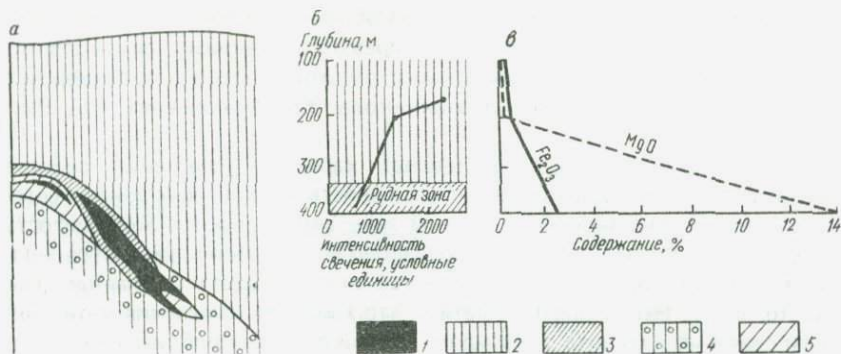 а
б
Глубина, м
100
200
300
400
Рудная зона
0 1000 2000
Интенсивность
свечения, условные
единицы
в
MgO
Fe2O3
0 2 4 6 8 10 12 14
Содержание, %
1 2 3 4 5